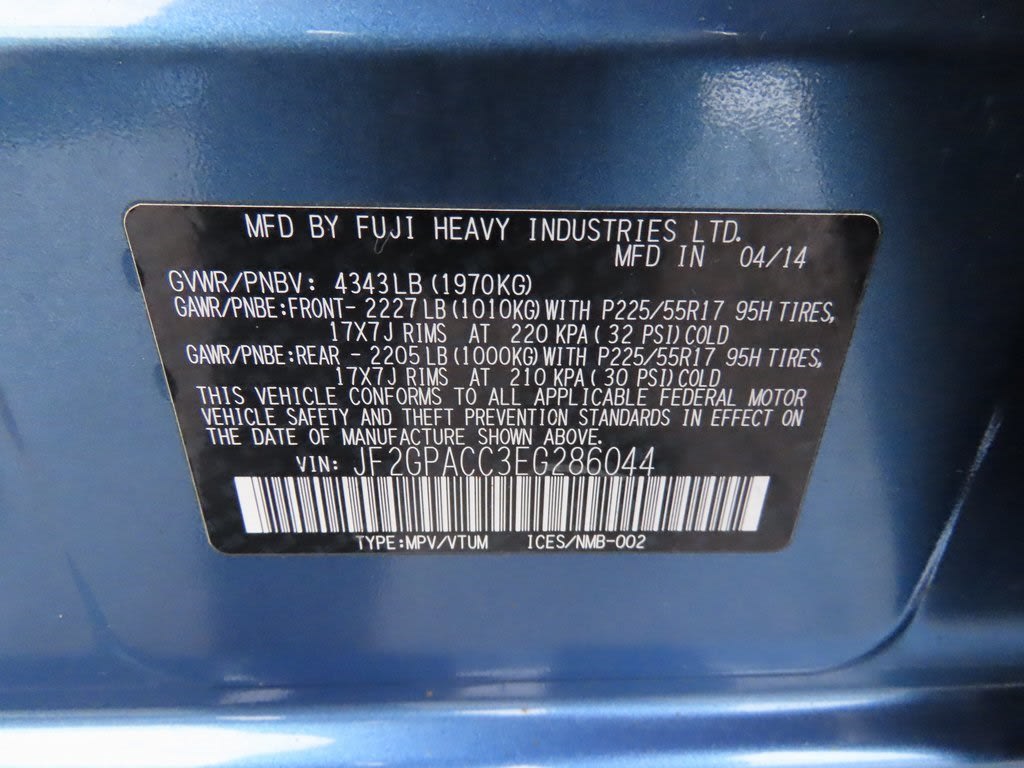 MFD BY FUJI HEAVY INDUSTRIES LTD.
MFD IN 04/14
GVWR/PNBV: 4343LB (1970KG)
GAWR/PNBE:FRONT- 2227LB (1010KG) WITH P225/55R17 95H TIRES,
17X7J RIMS AT 220 KPA ( 32 PSI) COLD
GAWR/PNBE:REAR - 2205LB (1000KG) WITH P225/55R17 95H TIRES,
17X7J RIMS AT 210 KPA ( 30 PSI) COLD
THIS VEHICLE CONFORMS TO ALL APPLICABLE FEDERAL MOTOR
VEHICLE SAFETY AND THEFT PREVENTION STANDARDS IN EFFECT ON
THE DATE OF MANUFACTURE SHOWN ABOVE.
VIN: JF2GPACC3EG286044
TYPE:MPV/VTUM ICES/NMB-002